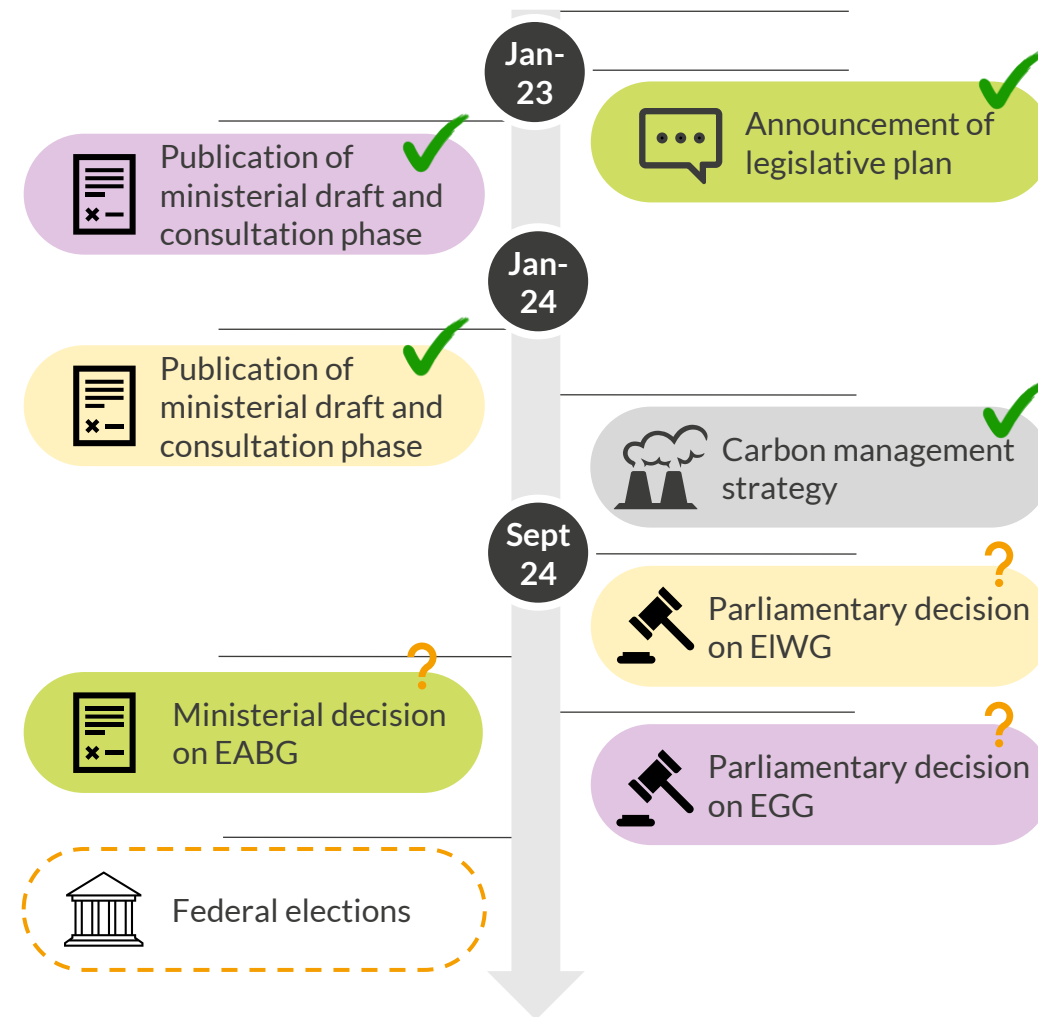 Jan-
23
Announcement of
legislative plan
Publication of
ministerial draft and
consultation phase
Jan-
24
Publication of
ministerial draft and
consultation phase
Carbon management
strategy
Sept
24
?
Parliamentary decision
on ElWG
?
Ministerial decision
on EABG
?
Parliamentary decision
on EGG
Federal elections